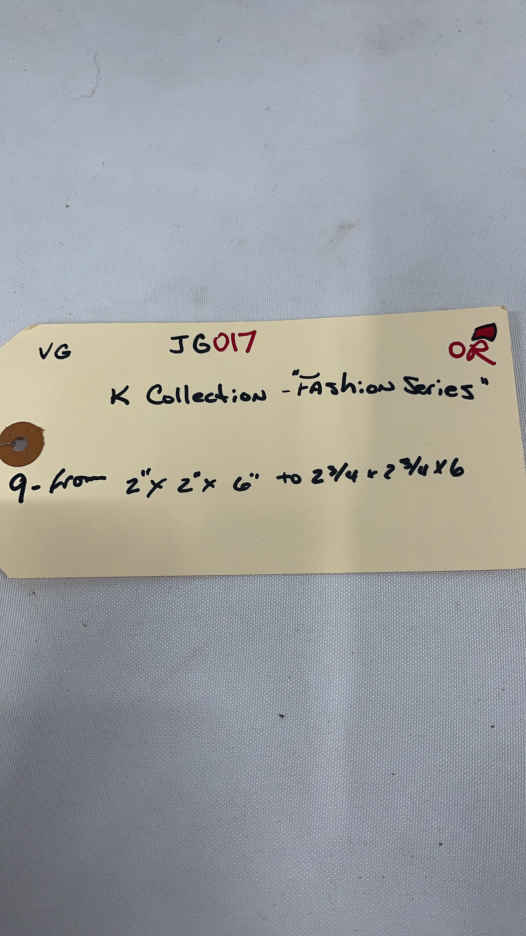 VG JG017 OR
K Collection - "Fashion Series"
9- from 2" x 2" x 6" to 2 3/4 x 2 3/4 x 6